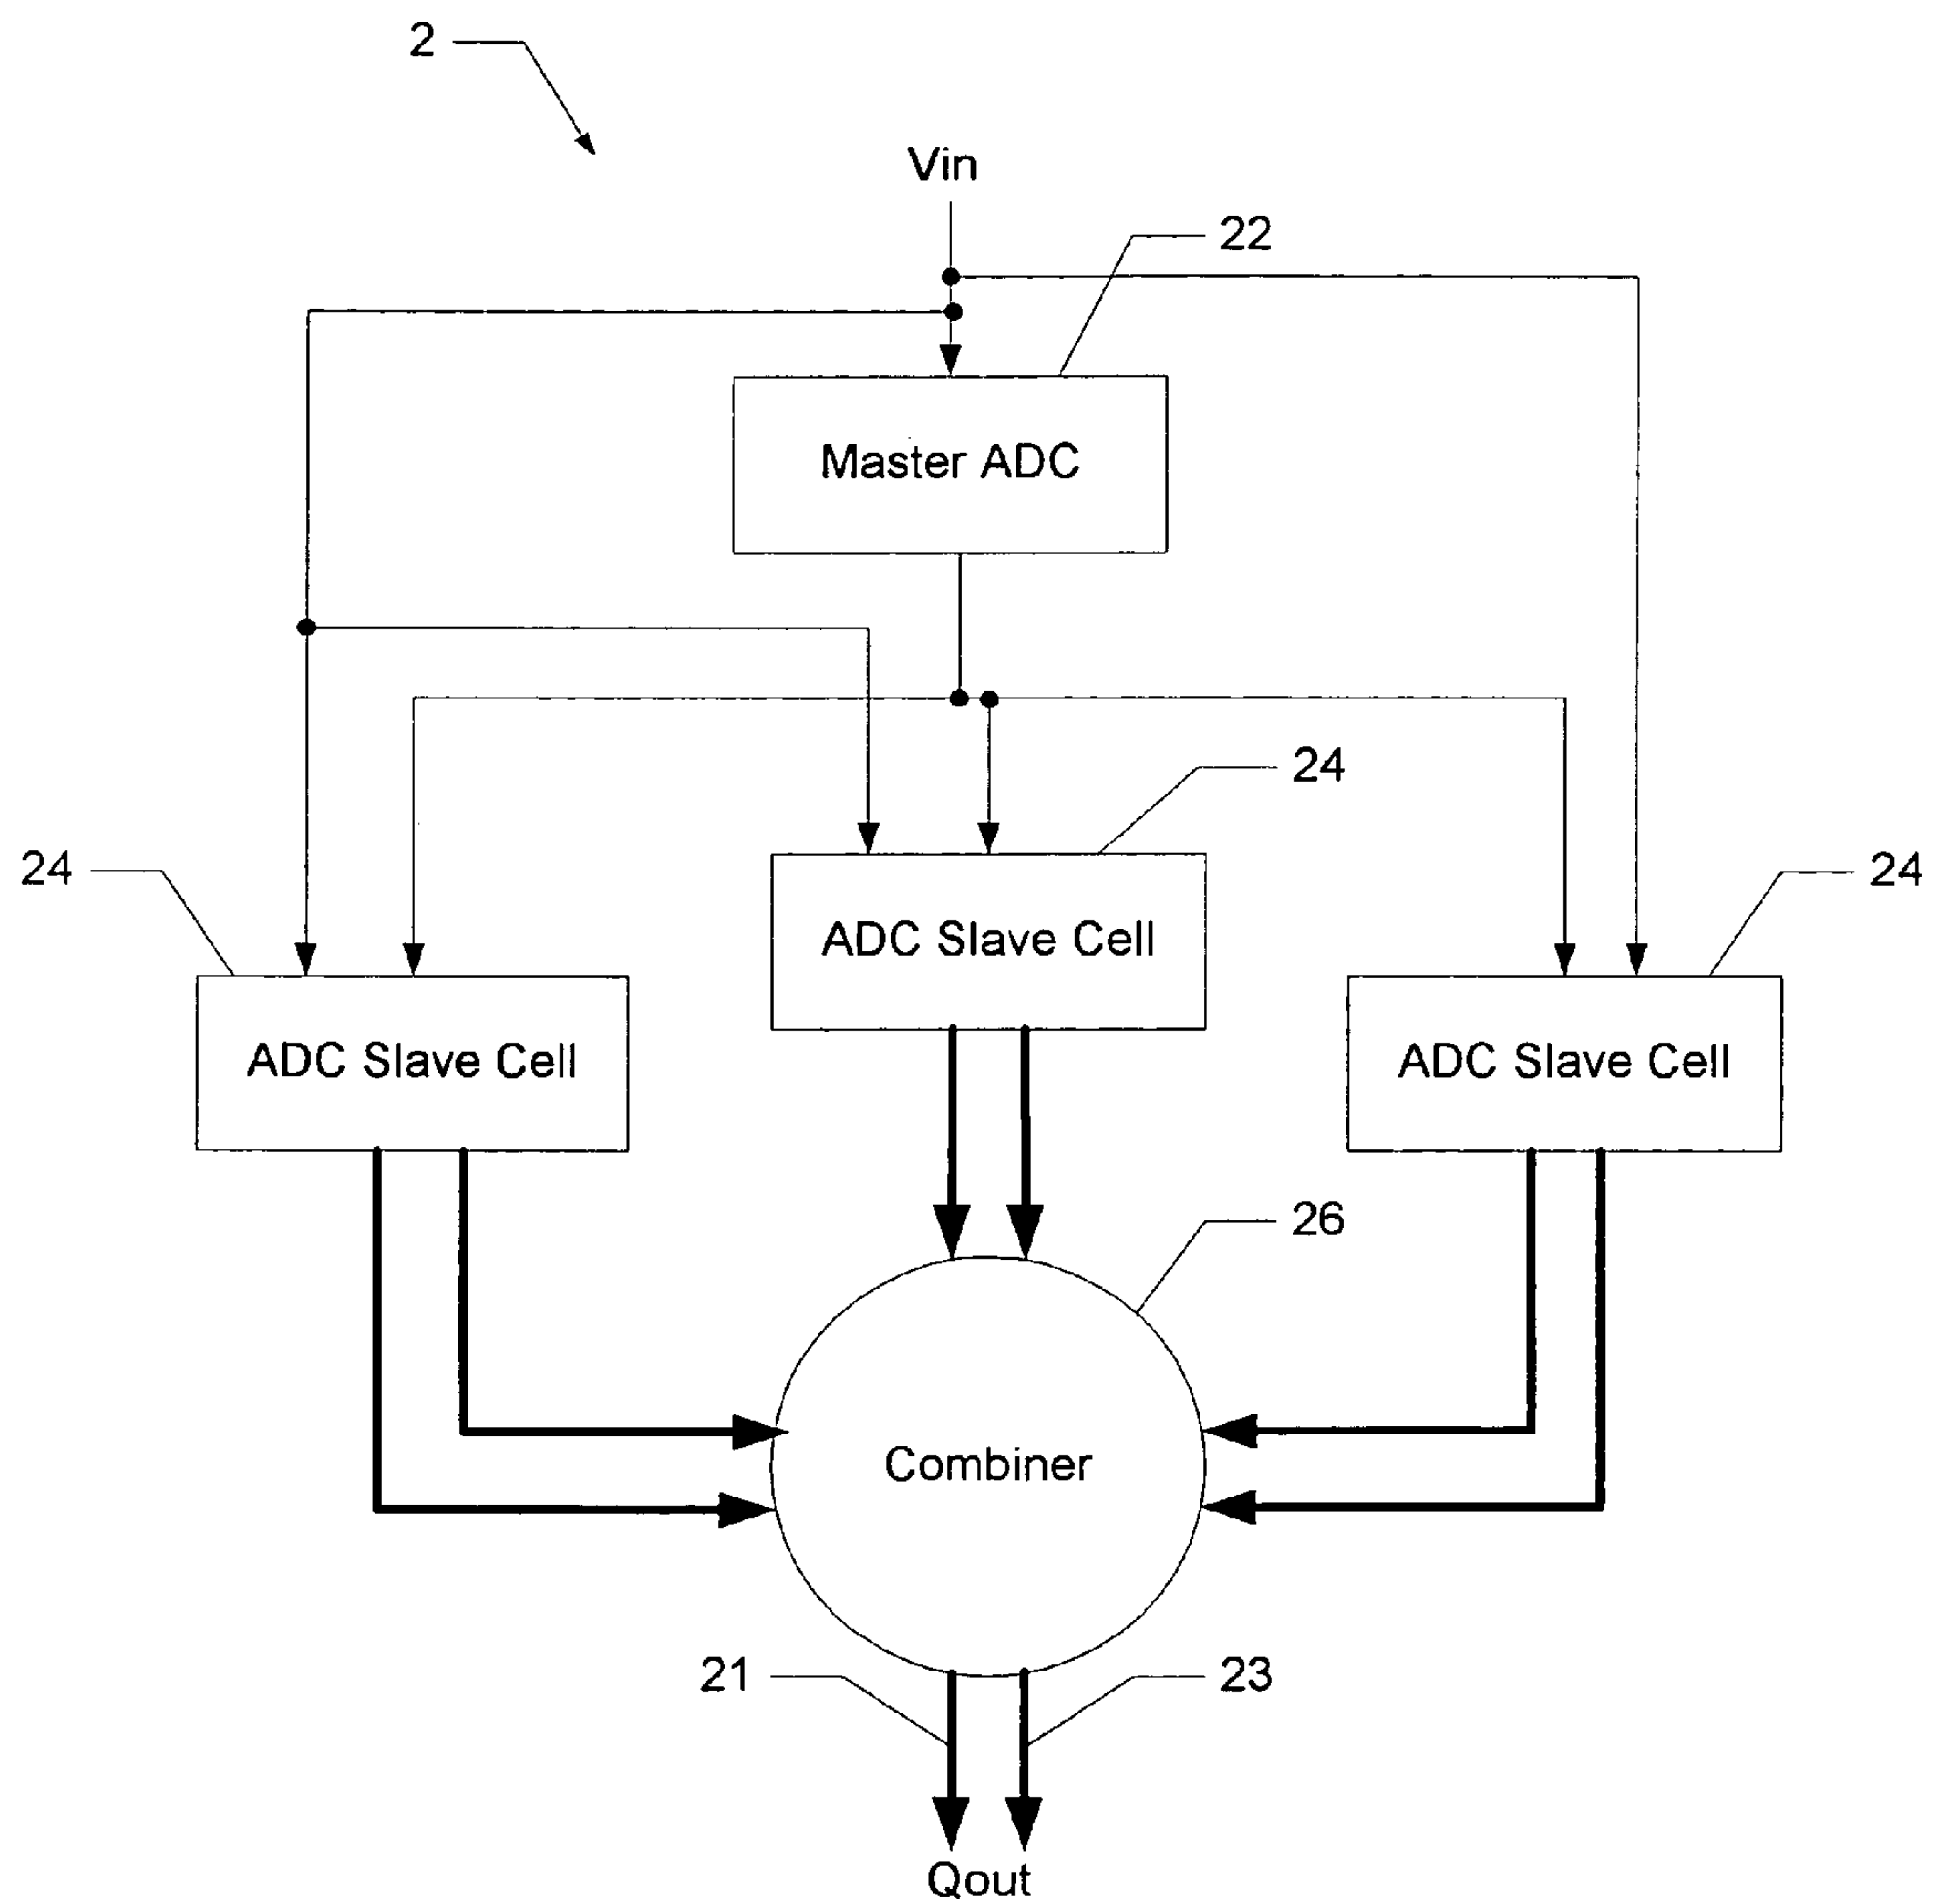 2
Vin
22
Master ADC
24
24
24
ADC Slave Cell
ADC Slave Cell
ADC Slave Cell
26
Combiner
21
23
Qout